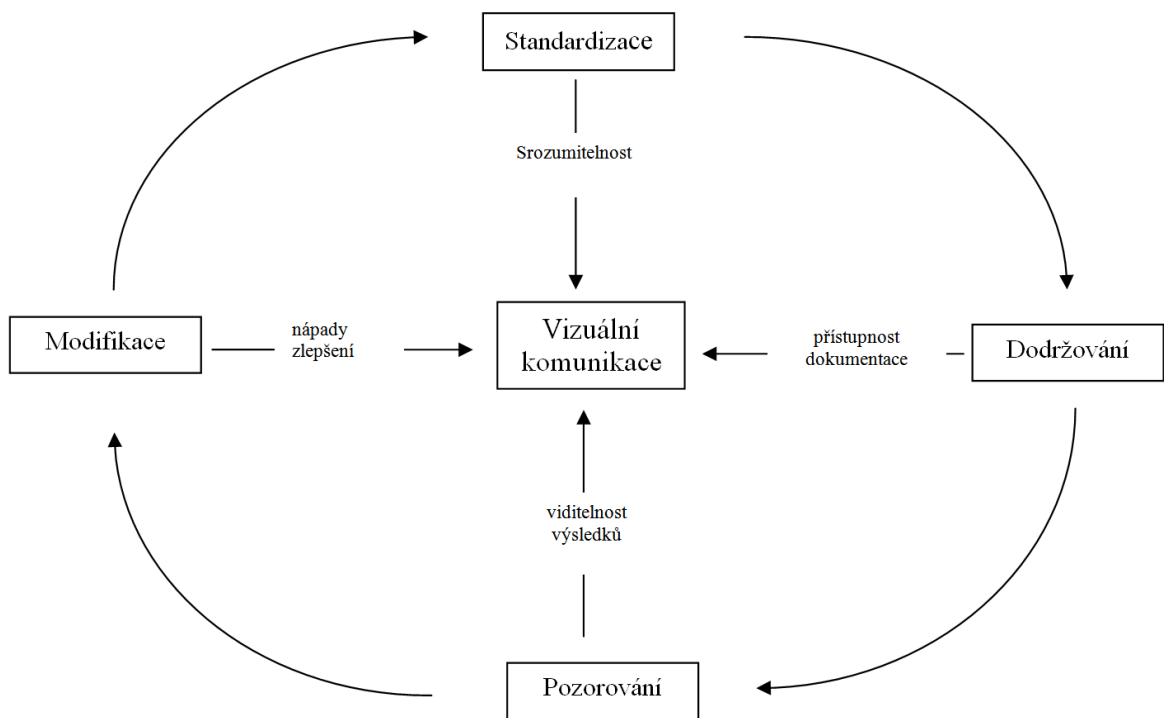 Standardizace
Srozumitelnost
Modifikace
nápady
zlepšení
Vizuální
komunikace
přístupnost
dokumentace
Dodržování
viditelnost
výsledků
Pozorování